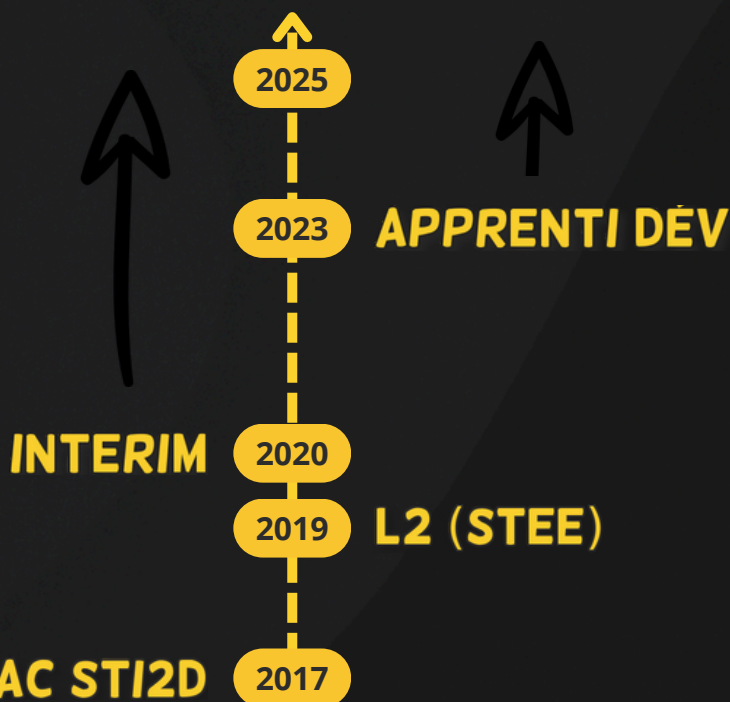 2025
2023 APPRENTI DÉV
INTERIM 2020
2019 L2 (STEE)
AC STI2D 2017